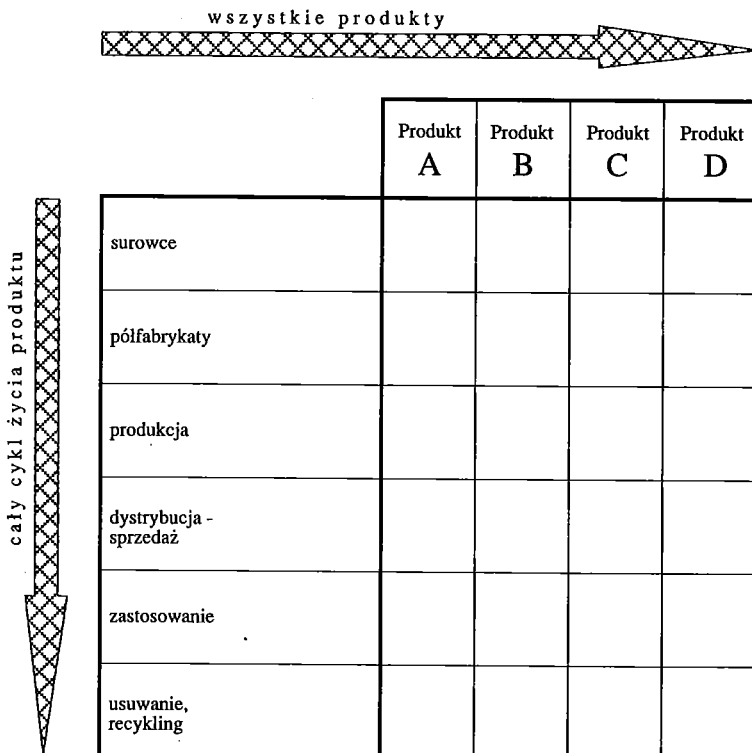 wszystkie produkty
Produkt Produkt Produkt Produkt
A B C D
cały cykl życia produktu
surowce
półfabrykaty
produkcja
dystrybucja -
sprzedaż
zastosowanie
usuwanie,
recykling